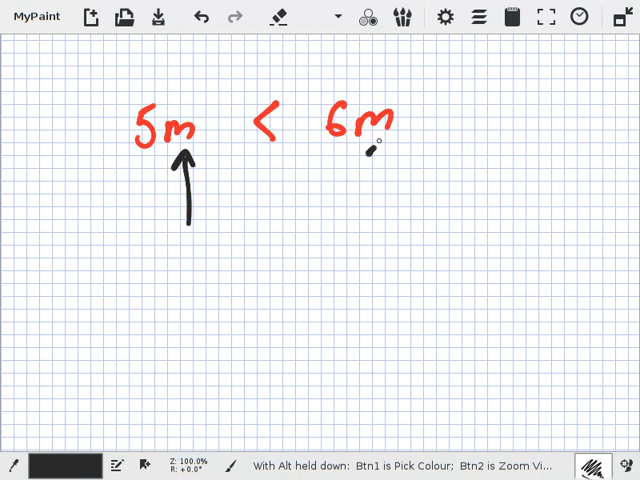 MyPaint
5m < 6m
Z: 100.0%
R: +0.0°
With Alt held down: Btn1 is Pick Colour; Btn2 is Zoom Vi...